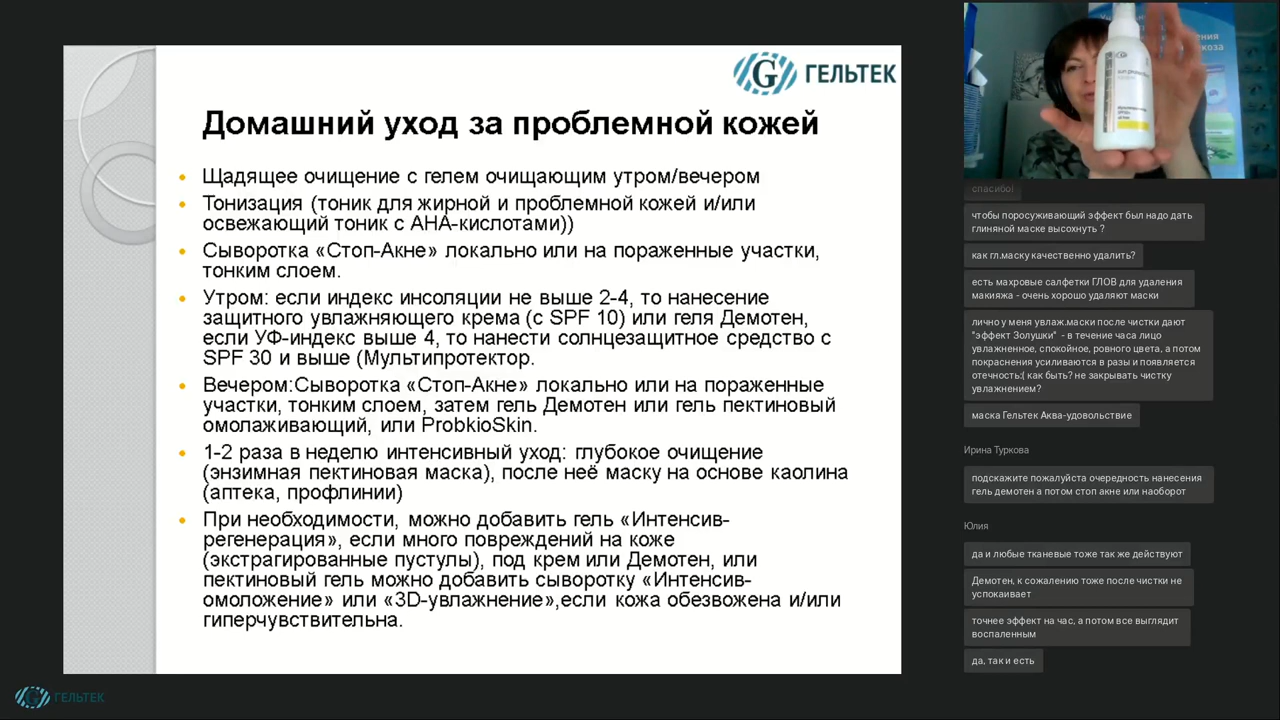 ГЕЛЬТЕК
Домашний уход за проблемной кожей
Щадящее очищение с гелем очищающим утром/вечером
Тонизация (тоник для жирной и проблемной кожей и/или
освежающий тоник с АНА-кислотами))
Сыворотка «Стоп-Акне» локально или на пораженные участки,
тонким слоем.
Утром: если индекс инсоляции не выше 2-4, то нанесение
защитного увлажняющего крема (с SPF 10) или геля Демотен,
если УФ-индекс выше 4, то нанести солнцезащитное средство с
SPF 30 и выше (Мультипротектор.
Вечером:Сыворотка «Стоп-Акне» локально или на пораженные
участки, тонким слоем, затем гель Демотен или гель пектиновый
омолаживающий, или ProbkioSkin.
1-2 раза в неделю интенсивный уход: глубокое очищение
(энзимная пектиновая маска), после неё маску на основе каолина
(аптека, профлинии)
При необходимости, можно добавить гель «Интенсив-
регенерация», если много повреждений на коже
(экстрагированные пустулы), под крем или Демотен, или
пектиновый гель можно добавить сыворотку «Интенсив-
омоложение» или «3D-увлажнение»,если кожа обезвожена и/или
гиперчувствительна.
ГЕЛЬТЕК
спасибо!
чтобы поросуживающий эффект был надо дать
глиняной маске высохнуть ?
как гл.маску качественно удалить?
есть махровые салфетки ГЛОВ для удаления
макияжа - очень хорошо удаляют маски
лично у меня увлаж.маски после чистки дают
"эффект Золушки" - в течение часа лицо
увлажненное, спокойное, ровного цвета, а потом
покраснения усиливаются в разы и появляется
отечность:( как быть? не закрывать чистку
увлажнением?
маска Гельтек Аква-удовольствие
Ирина Туркова
подскажите пожалуйста очередность нанесения
гель демотен а потом стоп акне или наоборот
Юлия
да и любые тканевые тоже так же действуют
Демотен, к сожалению тоже после чистки не
успокаивает
точнее эффект на час, а потом все выглядит
воспаленным
да, так и есть